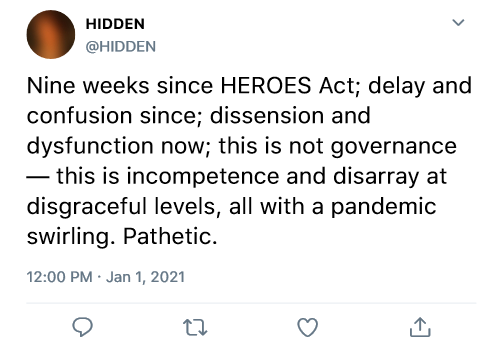 HIDDEN
@HIDDEN
Nine weeks since HEROES Act; delay and
confusion since; dissension and
dysfunction now; this is not governance
— this is incompetence and disarray at
disgraceful levels, all with a pandemic
swirling. Pathetic.
12:00 PM · Jan 1, 2021